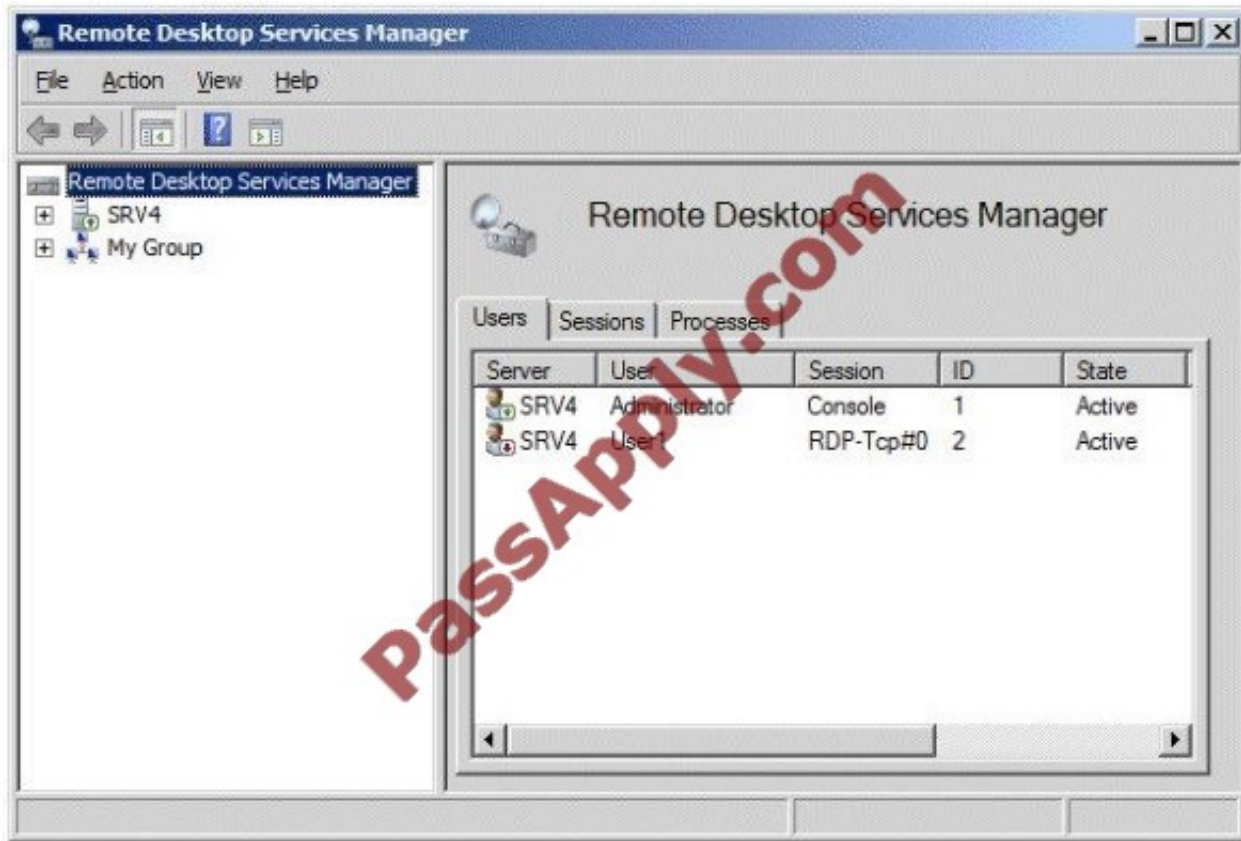 Remote Desktop Services Manager
File Action View Help
Remote Desktop Services Manager
SRV4
My Group
Remote Desktop Services Manager
Users Sessions Processes
Server User Session ID State
SRV4 Administrator Console 1 Active
SRV4 User1 RDP-Tcp#0 2 Active
PassApply.com